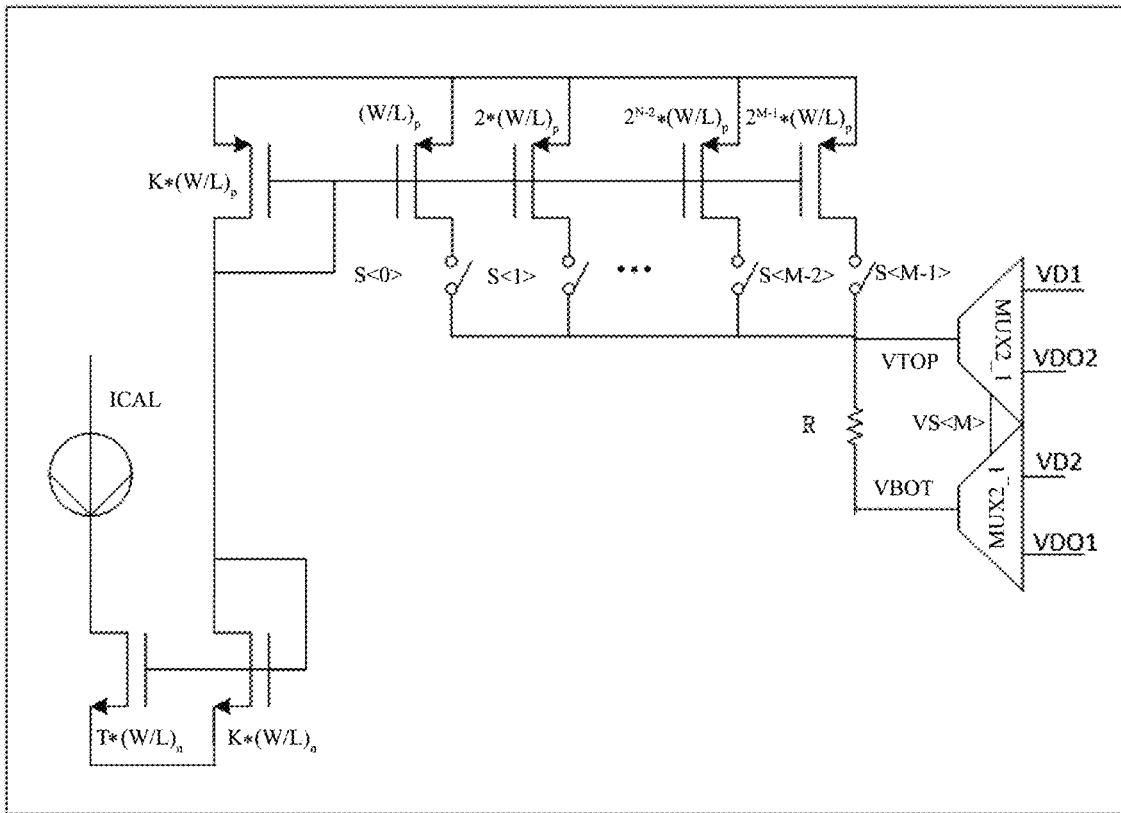 (W/L)ₚ
2*(W/L)ₚ
2ᴺ⁻²*(W/L)ₚ
2ᴹ⁻¹*(W/L)ₚ
K*(W/L)ₚ
S<0>
S<1>
•••
S<M-2>
S<M-1>
VD1
MUX2_1
VTOP
VDO2
ICAL
R
VS<M>
VD2
VBOT
MUX2_1
VDO1
T*(W/L)ₙ
K*(W/L)ₙ